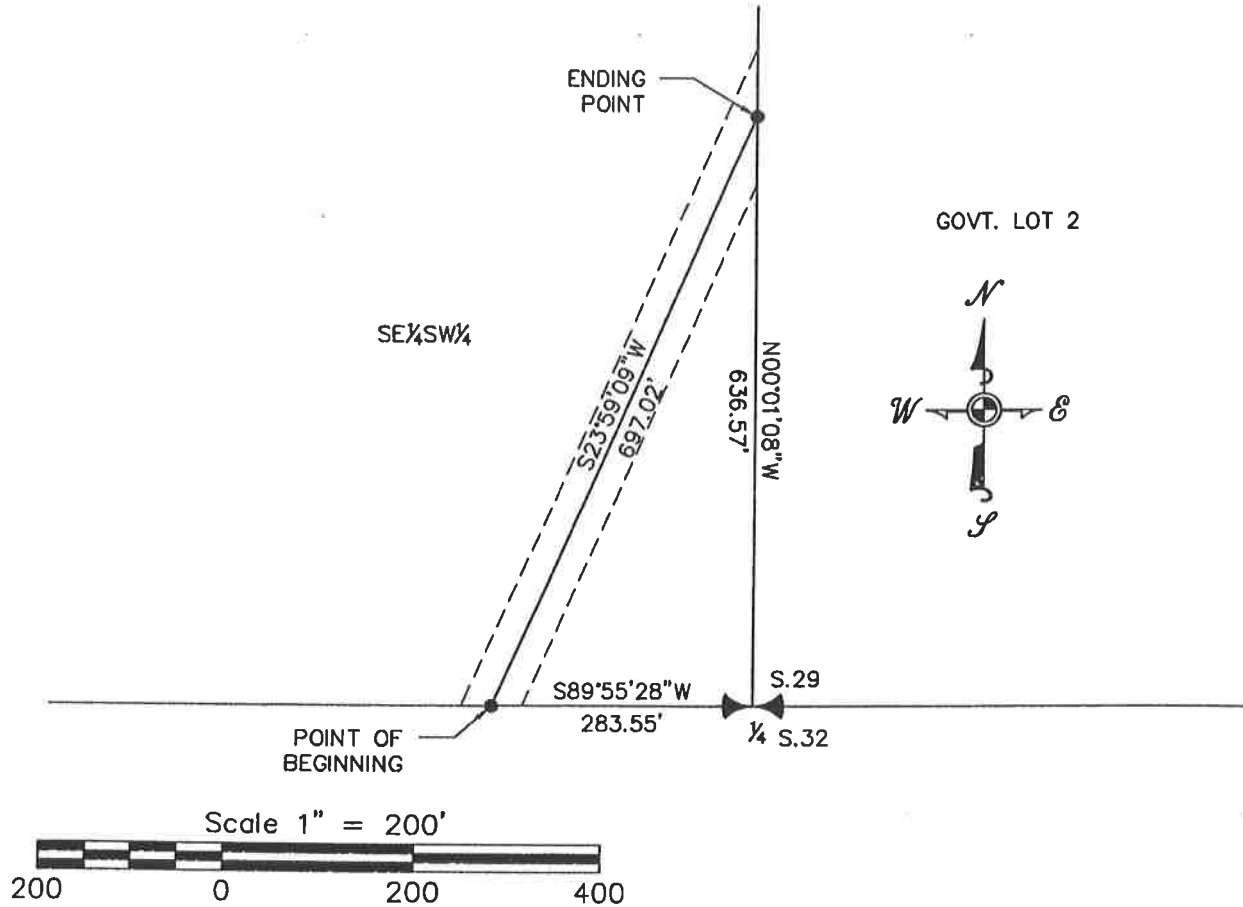 ENDING
POINT
GOVT. LOT 2
N
SE¼SW¼
S23°59'09"W
697.02'
N00°01'08"W
636.57'
W
E
S
S89°55'28"W
283.55'
S.29
¼ S.32
POINT OF
BEGINNING
Scale 1" = 200'
200 0 200 400